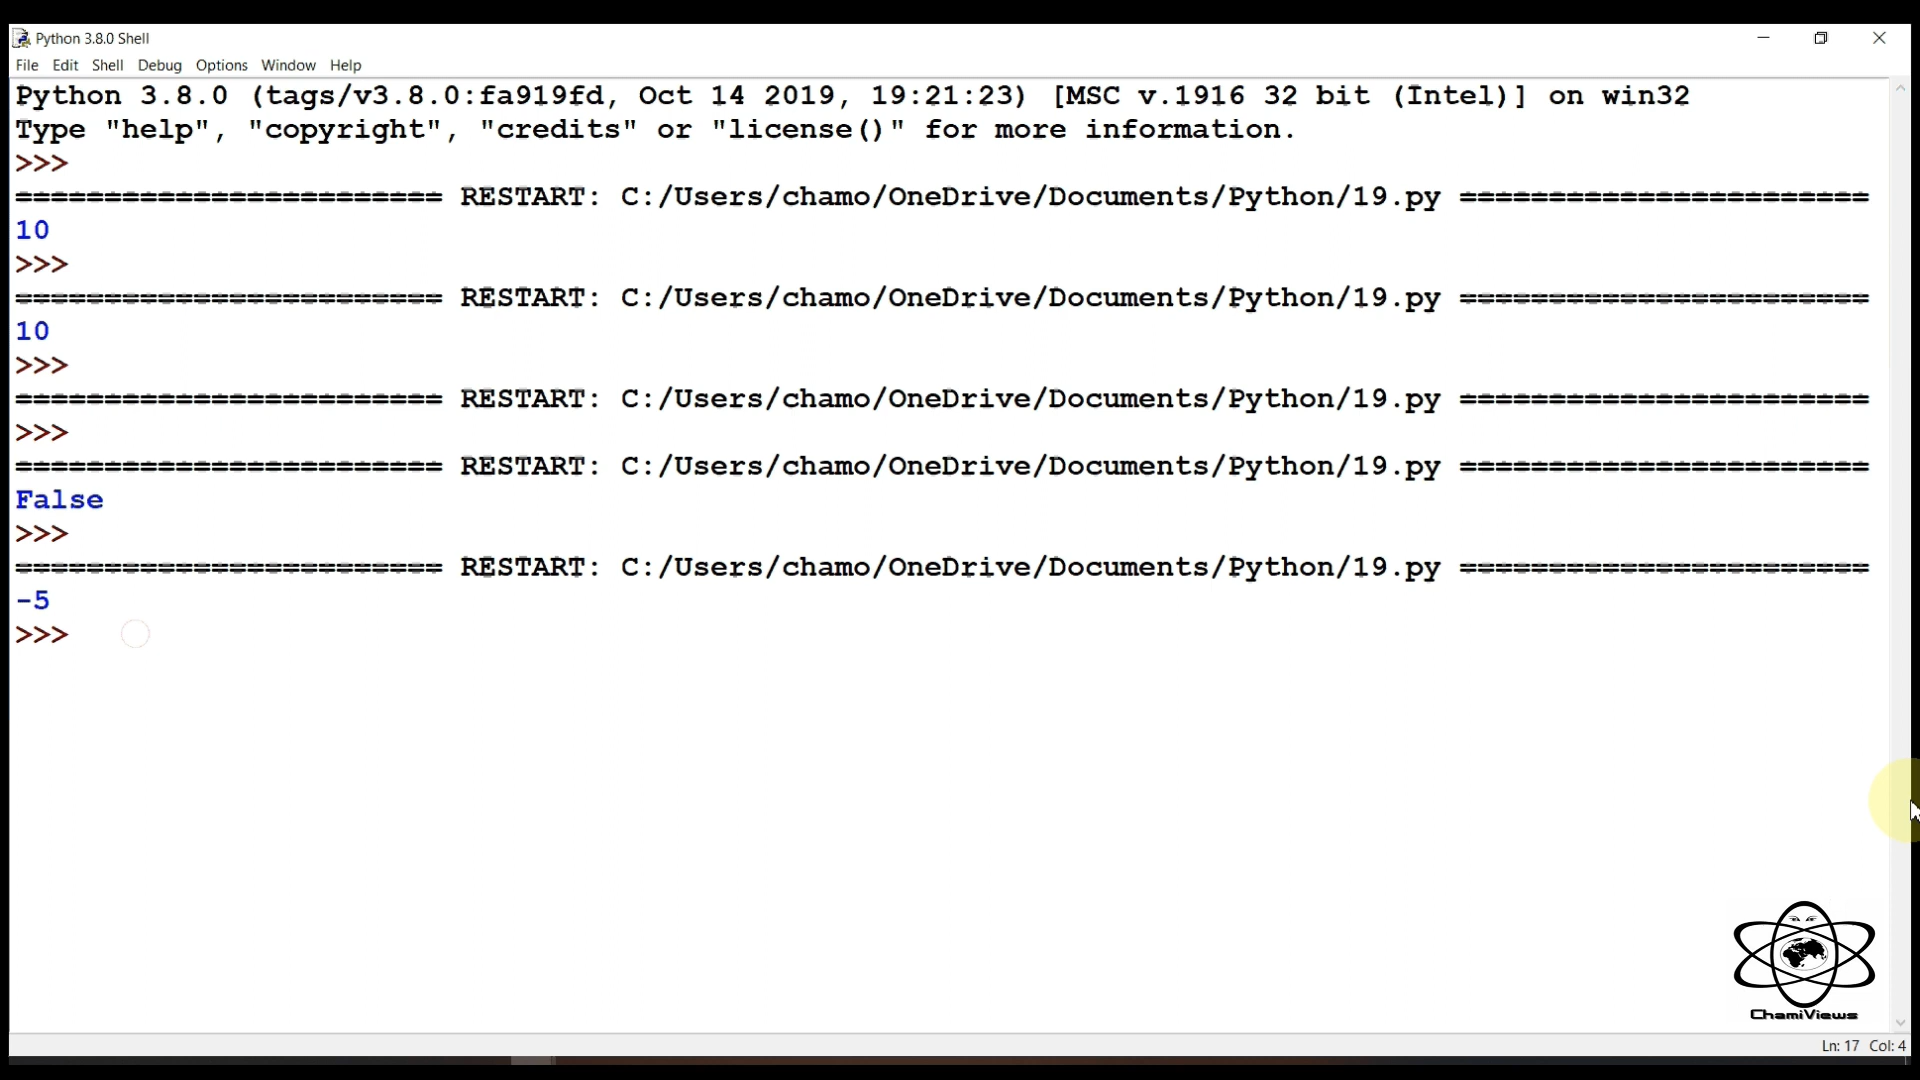 Python 3.8.0 Shell
File Edit Shell Debug Options Window Help
Python 3.8.0 (tags/v3.8.0:fa919fd, Oct 14 2019, 19:21:23) [MSC v.1916 32 bit (Intel)] on win32
Type "help", "copyright", "credits" or "license()" for more information.
>>>
======================== RESTART: C:/Users/chamo/OneDrive/Documents/Python/19.py =======================
10
>>>
======================== RESTART: C:/Users/chamo/OneDrive/Documents/Python/19.py =======================
10
>>>
======================== RESTART: C:/Users/chamo/OneDrive/Documents/Python/19.py =======================
>>>
======================== RESTART: C:/Users/chamo/OneDrive/Documents/Python/19.py =======================
False
>>>
======================== RESTART: C:/Users/chamo/OneDrive/Documents/Python/19.py =======================
-5
>>>
ChamiViews
Ln: 17 Col: 4